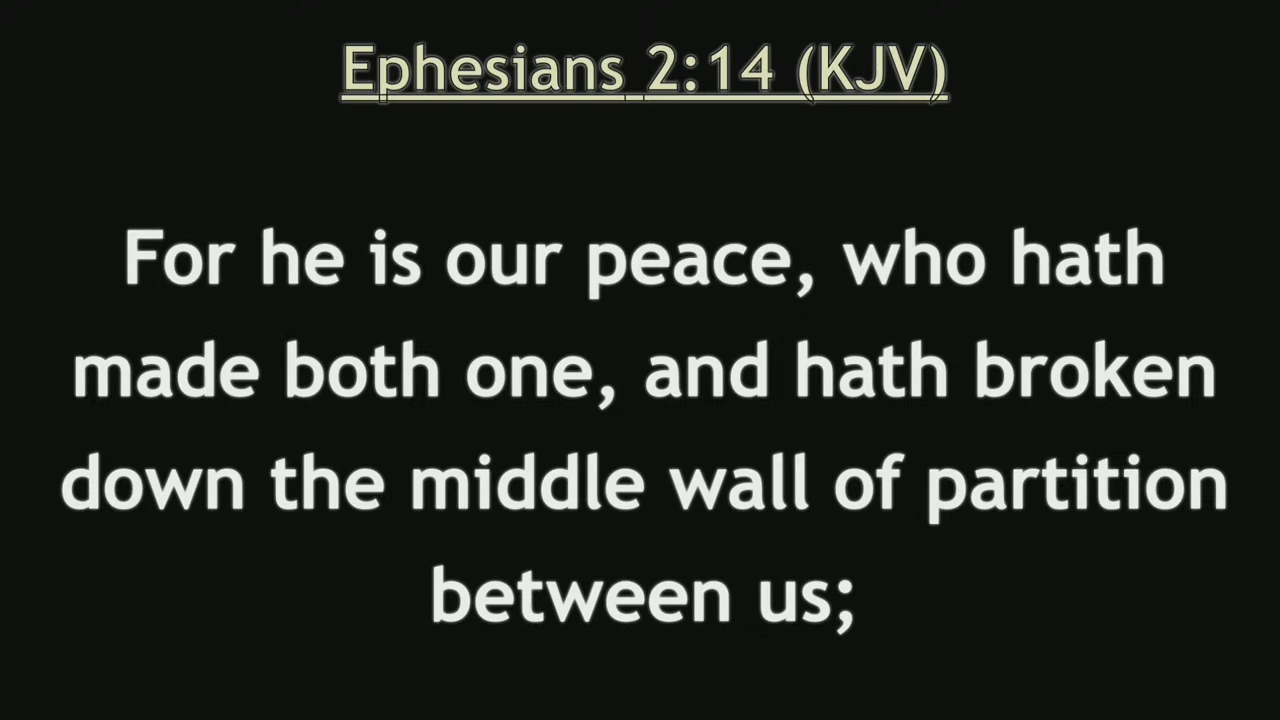 Ephesians 2:14 (KJV)
For he is our peace, who hath
made both one, and hath broken
down the middle wall of partition
between us;